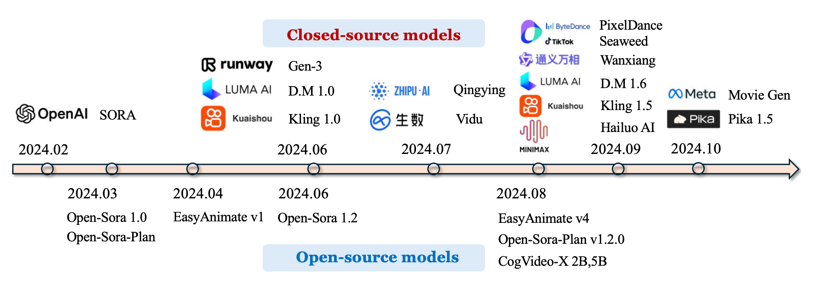 Closed-source models
OpenAI SORA
runway Gen-3
LUMA AI D.M 1.0
Kuaishou Kling 1.0
ZHIPU·AI Qingying
生数 Vidu
ByteDance PixelDance
TikTok Seaweed
通义万相 Wanxiang
LUMA AI D.M 1.6
Kuaishou Kling 1.5
MINIMAX Hailuo AI
Meta Movie Gen
Pika Pika 1.5
2024.02
2024.06
2024.07
2024.09
2024.10
2024.03
2024.04
2024.06
2024.08
Open-Sora 1.0
Open-Sora-Plan
EasyAnimate v1
Open-Sora 1.2
EasyAnimate v4
Open-Sora-Plan v1.2.0
CogVideo-X 2B,5B
Open-source models